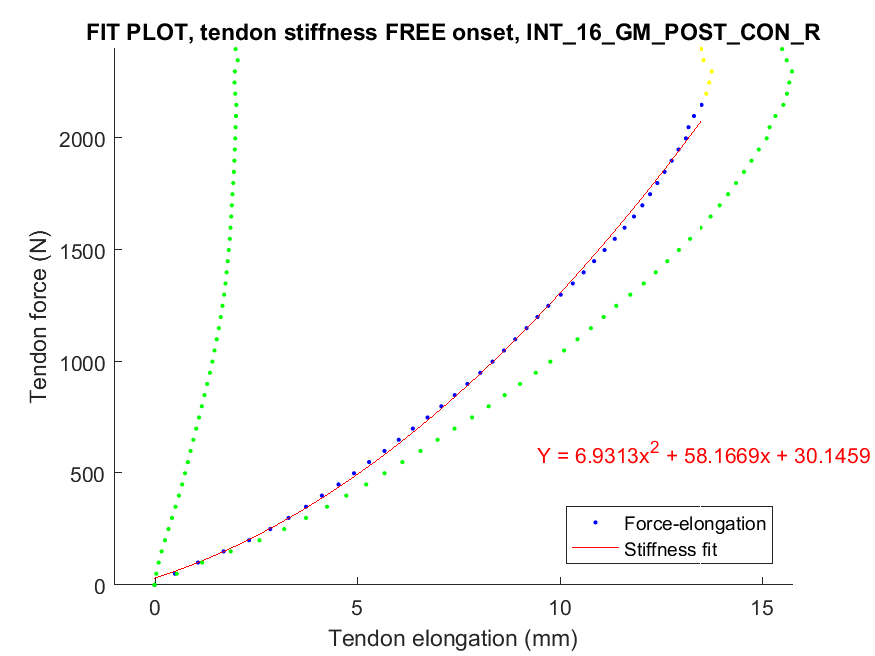 FIT PLOT, tendon stiffness FREE onset, INT_16_GM_POST_CON_R
Tendon force (N)
2000
1500
1000
500
0
Y = 6.9313x² + 58.1669x + 30.1459
Force-elongation
Stiffness fit
0 5 10 15
Tendon elongation (mm)